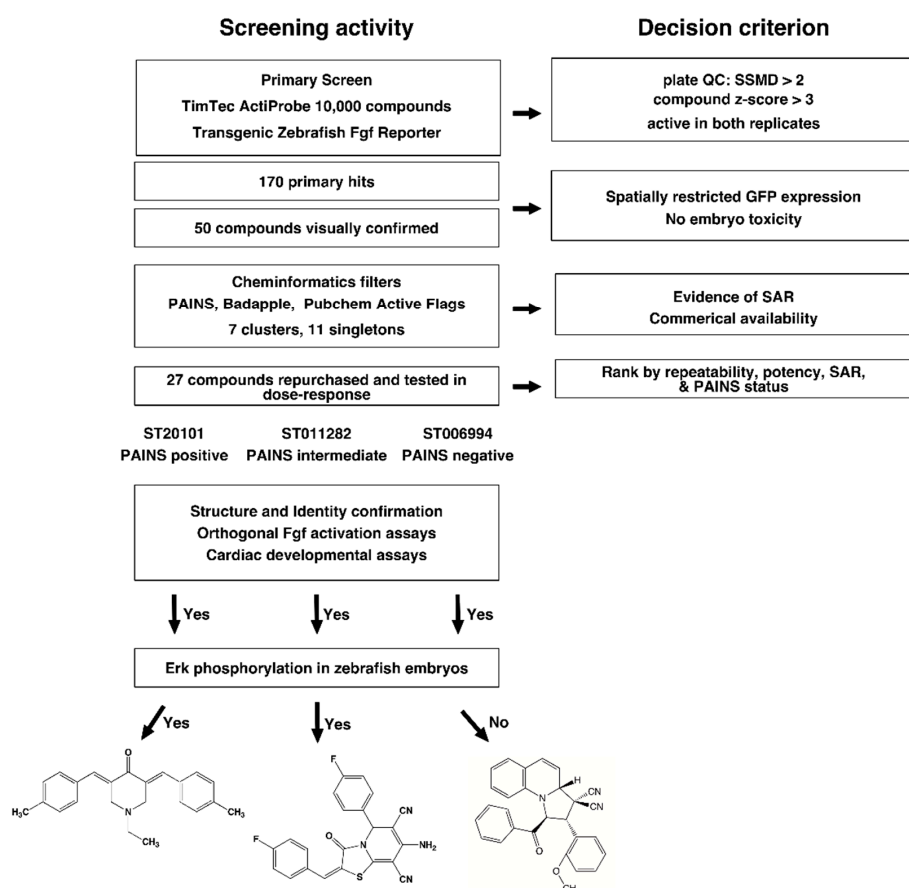 Screening activity
Decision criterion
Primary Screen
TimTec ActiProbe 10,000 compounds
Transgenic Zebrafish Fgf Reporter
plate QC: SSMD > 2
compound z-score > 3
active in both replicates
170 primary hits
50 compounds visually confirmed
Spatially restricted GFP expression
No embryo toxicity
Cheminformatics filters
PAINS, Badapple, Pubchem Active Flags
7 clusters, 11 singletons
Evidence of SAR
Commerical availability
27 compounds repurchased and tested in
dose-response
Rank by repeatability, potency, SAR,
& PAINS status
ST20101
PAINS positive
ST011282
PAINS intermediate
ST006994
PAINS negative
Structure and Identity confirmation
Orthogonal Fgf activation assays
Cardiac developmental assays
Yes
Yes
Yes
Erk phosphorylation in zebrafish embryos
Yes
Yes
No
O
H₃C
CH₃
N
CH₃
F
F
O
N
CN
NH₂
S
CN
H
N
CN
CN
O
O
CH